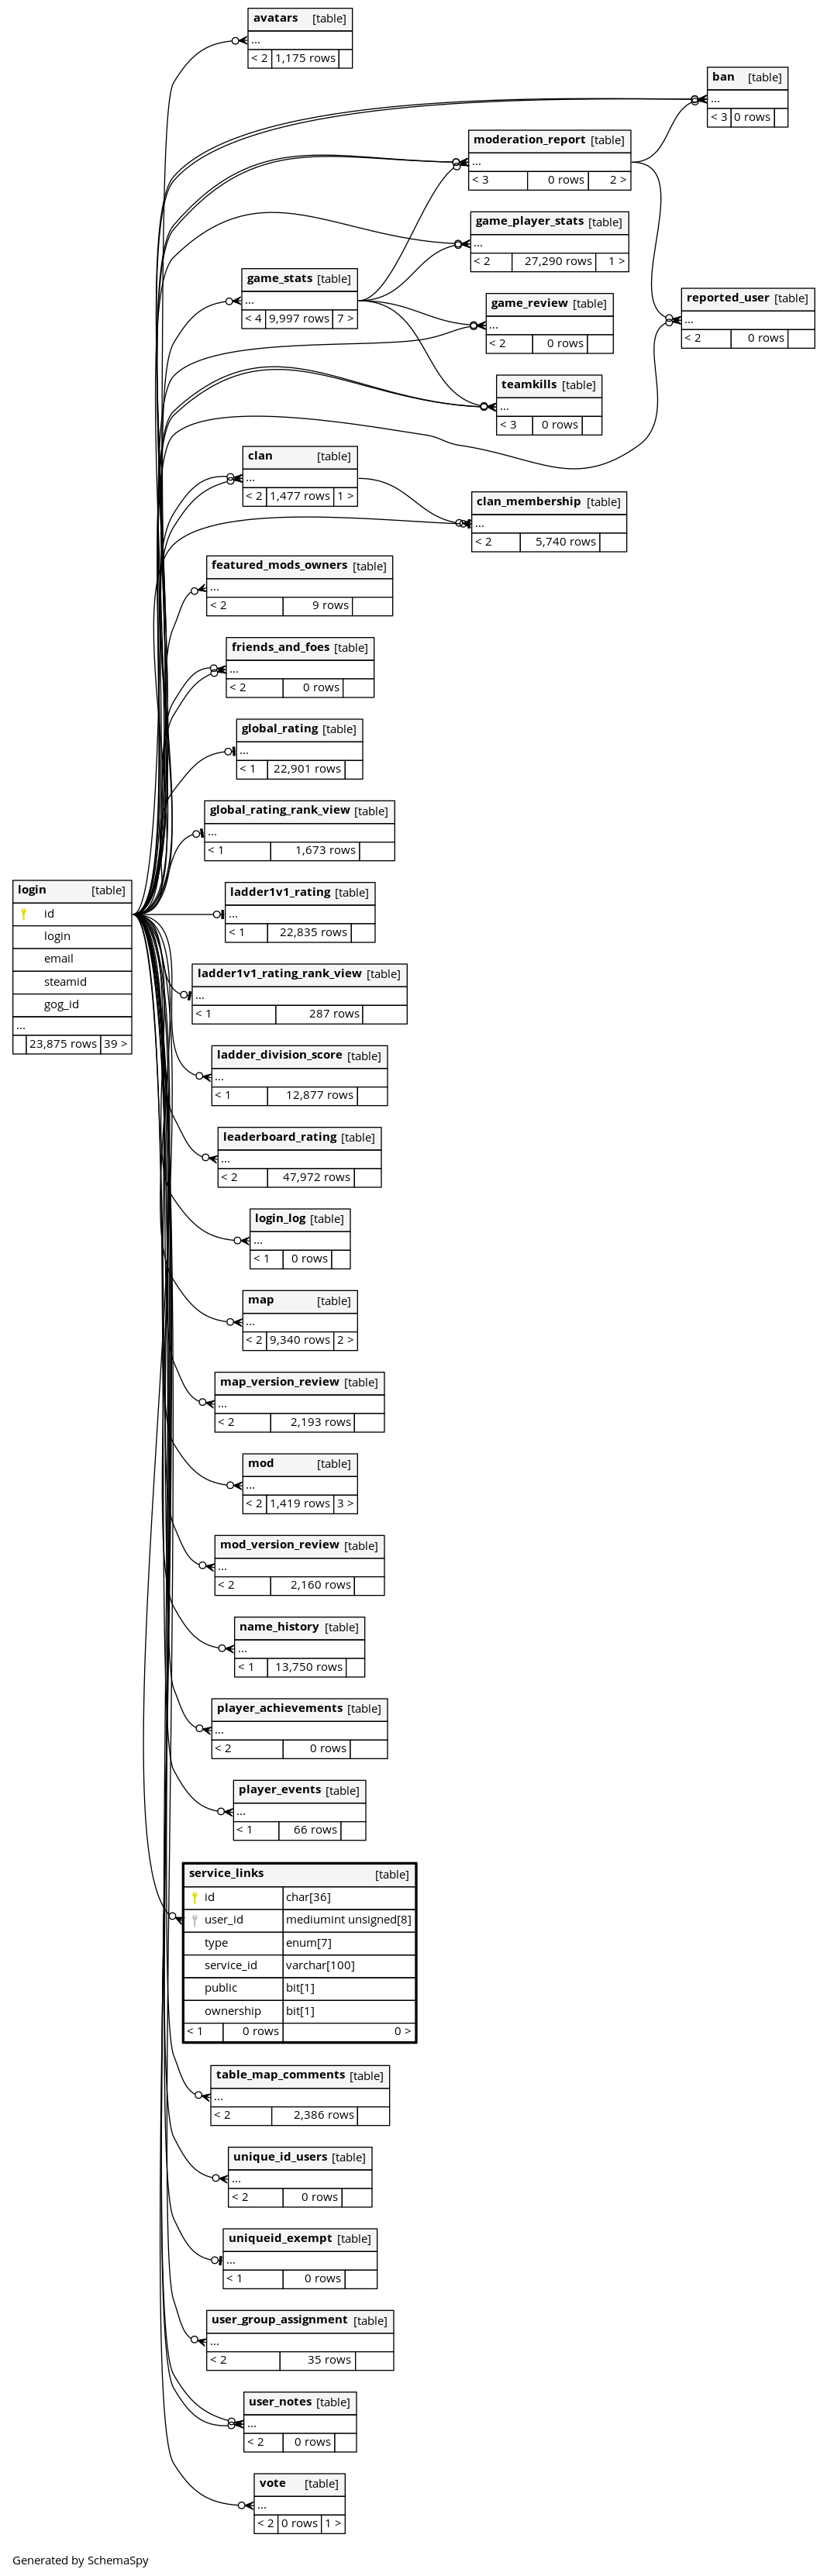 avatars [table]
...
< 2 1,175 rows
ban [table]
...
< 3 0 rows
moderation_report [table]
...
< 3 0 rows 2 >
game_player_stats [table]
...
< 2 27,290 rows 1 >
game_stats [table]
...
< 4 9,997 rows 7 >
game_review [table]
...
< 2 0 rows
reported_user [table]
...
< 2 0 rows
teamkills [table]
...
< 3 0 rows
clan [table]
...
< 2 1,477 rows 1 >
clan_membership [table]
...
< 2 5,740 rows
featured_mods_owners [table]
...
< 2 9 rows
friends_and_foes [table]
...
< 2 0 rows
global_rating [table]
...
< 1 22,901 rows
global_rating_rank_view [table]
...
< 1 1,673 rows
login [table]
id
login
email
steamid
gog_id
...
23,875 rows 39 >
ladder1v1_rating [table]
...
< 1 22,835 rows
ladder1v1_rating_rank_view [table]
...
< 1 287 rows
ladder_division_score [table]
...
< 1 12,877 rows
leaderboard_rating [table]
...
< 2 47,972 rows
login_log [table]
...
< 1 0 rows
map [table]
...
< 2 9,340 rows 2 >
map_version_review [table]
...
< 2 2,193 rows
mod [table]
...
< 2 1,419 rows 3 >
mod_version_review [table]
...
< 2 2,160 rows
name_history [table]
...
< 1 13,750 rows
player_achievements [table]
...
< 2 0 rows
player_events [table]
...
< 1 66 rows
service_links [table]
id char[36]
user_id mediumint unsigned[8]
type enum[7]
service_id varchar[100]
public bit[1]
ownership bit[1]
< 1 0 rows 0 >
table_map_comments [table]
...
< 2 2,386 rows
unique_id_users [table]
...
< 2 0 rows
uniqueid_exempt [table]
...
< 1 0 rows
user_group_assignment [table]
...
< 2 35 rows
user_notes [table]
...
< 2 0 rows
vote [table]
...
< 2 0 rows 1 >
Generated by SchemaSpy